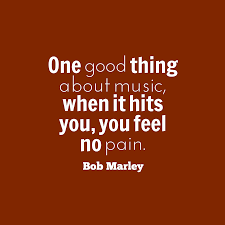 One good thing
about music,
when it hits
you, you feel
no pain.
Bob Marley